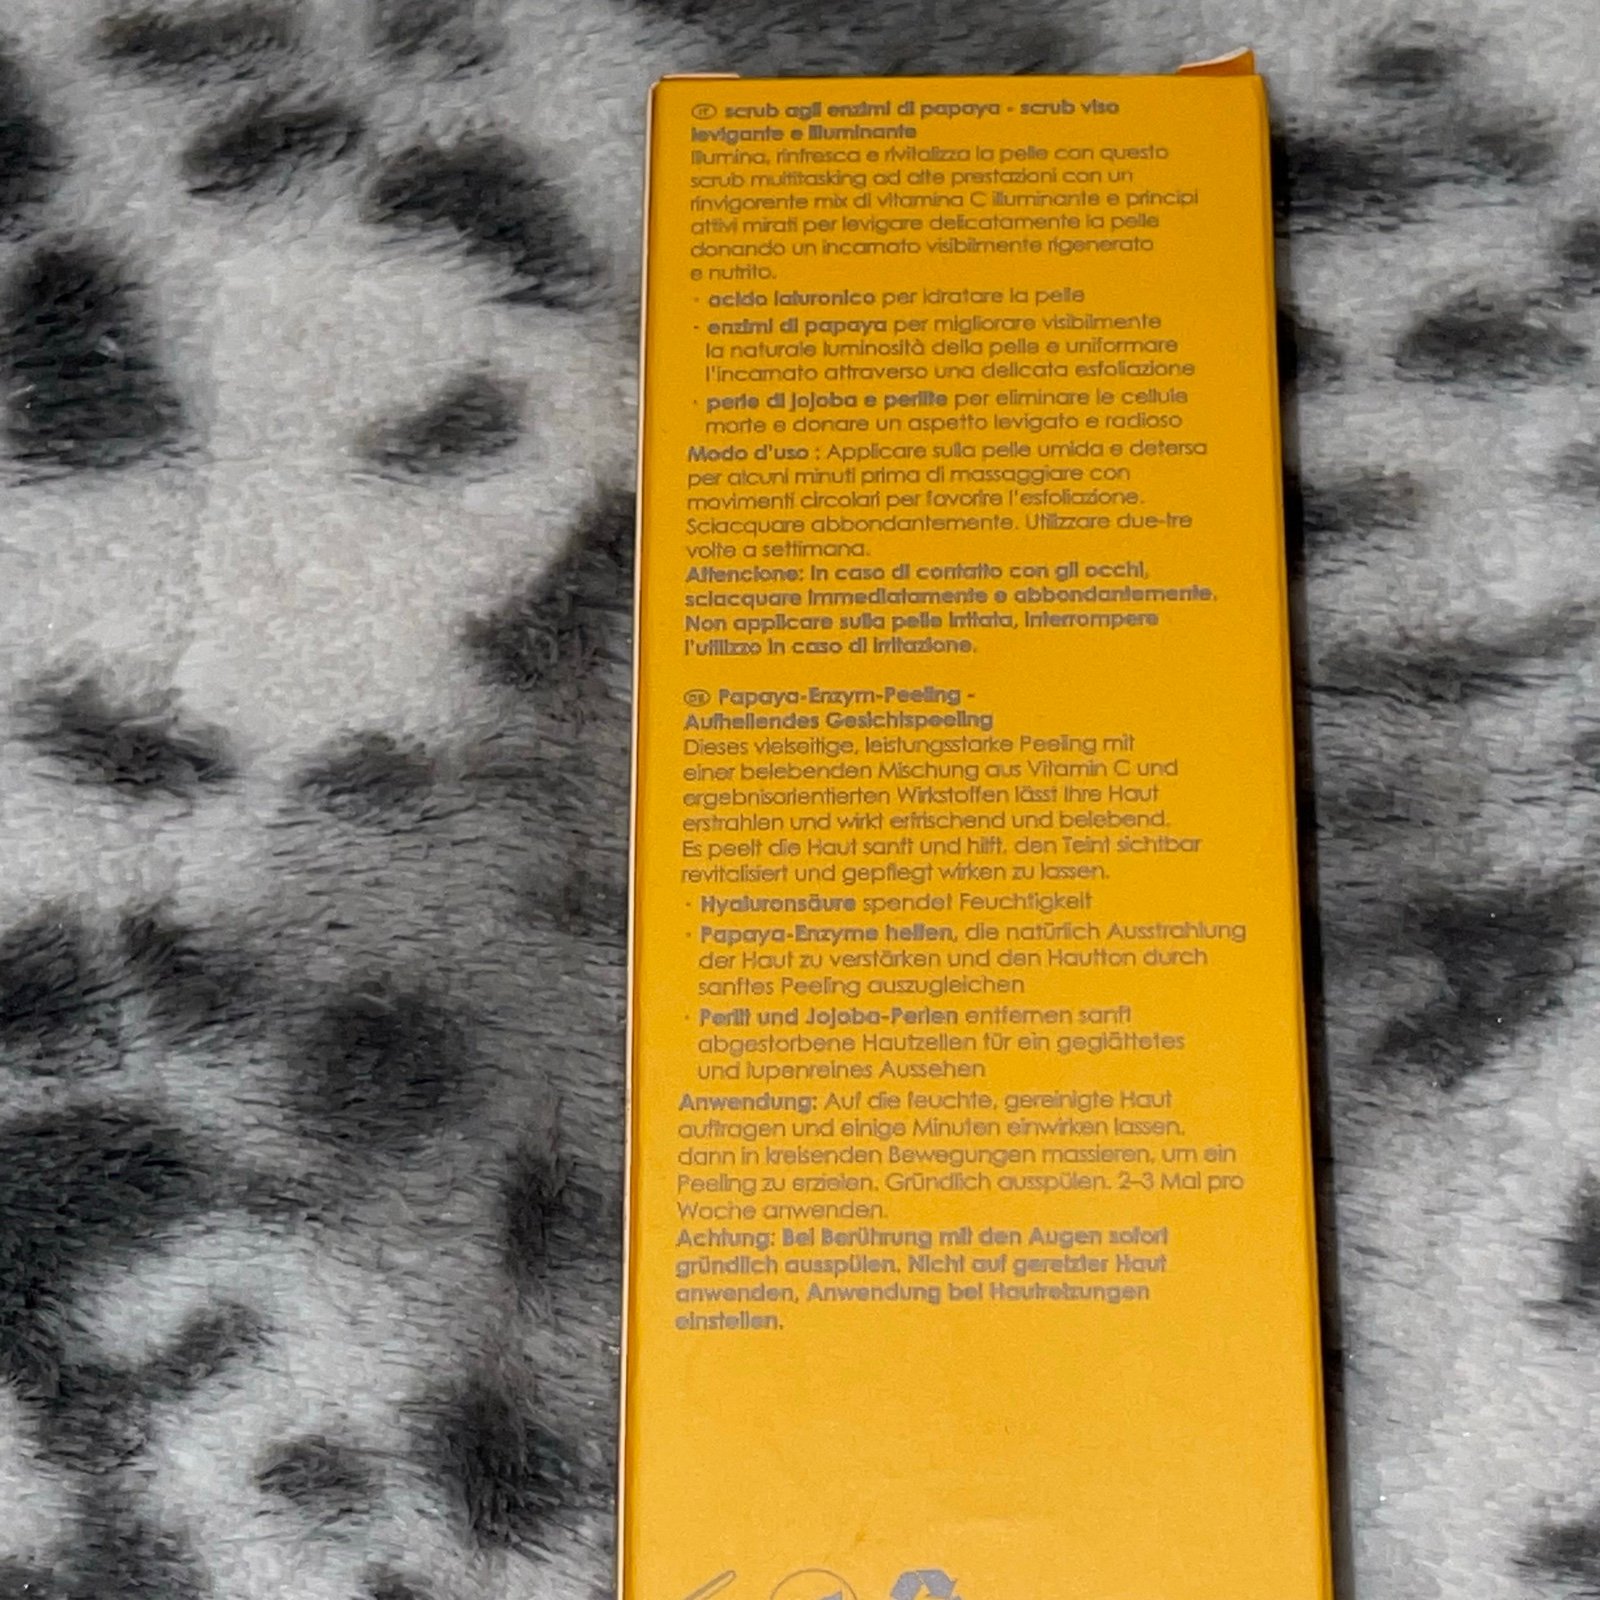 IT scrub agli enzimi di papaya - scrub viso
levigante e illuminante
Illumina, rinfresca e rivitalizza la pelle con questo
scrub multitasking ad alte prestazioni con un
rinvigorente mix di vitamina C illuminante e principi
attivi mirati per levigare delicatamente la pelle
donando un incarnato visibilmente rigenerato
e nutrito.
· acido ialuronico per idratare la pelle
· enzimi di papaya per migliorare visibilmente
la naturale luminosità della pelle e uniformare
l'incarnato attraverso una delicata esfoliazione
· perle di jojoba e perlite per eliminare le cellule
morte e donare un aspetto levigato e radioso
Modo d'uso : Applicare sulla pelle umida e detersa
per alcuni minuti prima di massaggiare con
movimenti circolari per favorire l'esfoliazione.
Sciacquare abbondantemente. Utilizzare due-tre
volte a settimana.
Attenzione: In caso di contatto con gli occhi,
sciacquare immediatamente e abbondantemente.
Non applicare sulla pelle irritata, interrompere
l'utilizzo in caso di irritazione.
DE Papaya-Enzym-Peeling -
Aufhellendes Gesichtspeeling
Dieses vielseitige, leistungsstarke Peeling mit
einer belebenden Mischung aus Vitamin C und
ergebnisorientierten Wirkstoffen lässt Ihre Haut
erstrahlen und wirkt erfrischend und belebend.
Es peelt die Haut sanft und hilft, den Teint sichtbar
revitalisiert und gepflegt wirken zu lassen.
· Hyaluronsäure spendet Feuchtigkeit
· Papaya-Enzyme helfen, die natürlich Ausstrahlung
der Haut zu verstärken und den Hautton durch
sanftes Peeling auszugleichen
· Perlit und Jojoba-Perlen entfernen sanft
abgestorbene Hautzellen für ein geglättetes
und lupenreines Aussehen
Anwendung: Auf die feuchte, gereinigte Haut
auftragen und einige Minuten einwirken lassen,
dann in kreisenden Bewegungen massieren, um ein
Peeling zu erzielen. Gründlich ausspülen. 2–3 Mal pro
Woche anwenden.
Achtung: Bei Berührung mit den Augen sofort
gründlich ausspülen. Nicht auf gereizter Haut
anwenden, Anwendung bei Hautreizungen
einstellen.